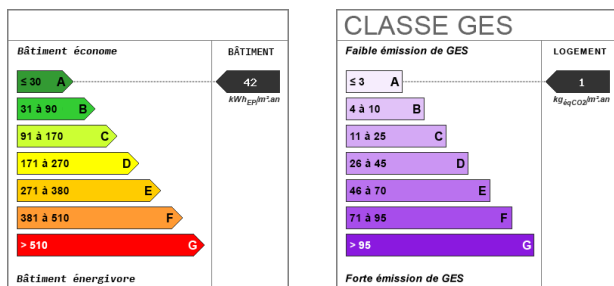 Bâtiment économe
BÂTIMENT
≤ 30 A
42
kWhEP/m².an
31 à 90 B
91 à 170 C
171 à 270 D
271 à 380 E
381 à 510 F
> 510 G
Bâtiment énergivore
CLASSE GES
Faible émission de GES
LOGEMENT
≤ 3 A
1
kgéqCO2/m².an
4 à 10 B
11 à 25 C
26 à 45 D
46 à 70 E
71 à 95 F
> 95 G
Forte émission de GES